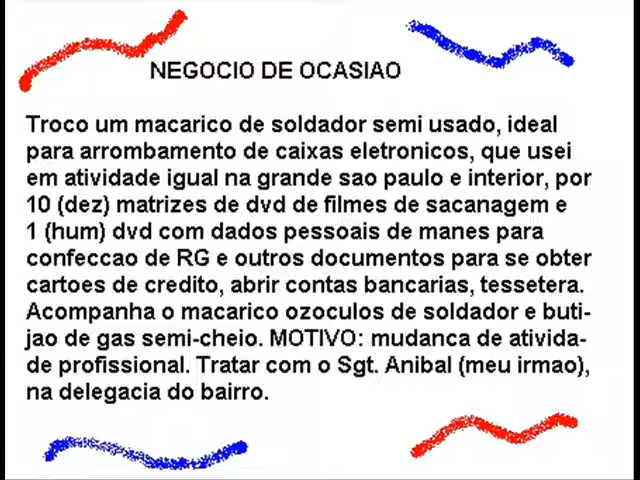 NEGOCIO DE OCASIAO
Troco um macarico de soldador semi usado, ideal
para arrombamento de caixas eletronicos, que usei
em atividade igual na grande sao paulo e interior, por
10 (dez) matrizes de dvd de filmes de sacanagem e
1 (hum) dvd com dados pessoais de manes para
confeccao de RG e outros documentos para se obter
cartoes de credito, abrir contas bancarias, tessetera.
Acompanha o macarico ozoculos de soldador e buti-
jao de gas semi-cheio. MOTIVO: mudanca de ativida-
de profissional. Tratar com o Sgt. Anibal (meu irmao),
na delegacia do bairro.